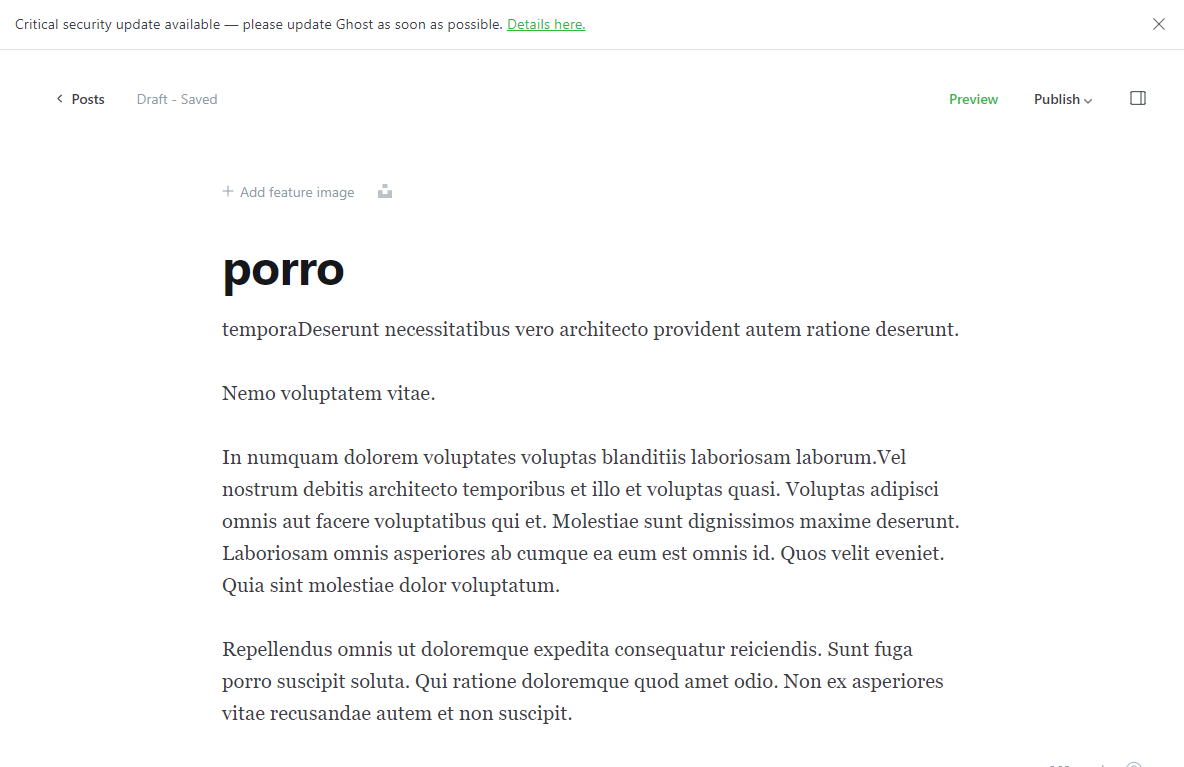 Critical security update available — please update Ghost as soon as possible. Details here.
Posts
Draft - Saved
Preview
Publish
Add feature image
porro
temporaDeserunt necessitatibus vero architecto provident autem ratione deserunt.
Nemo voluptatem vitae.
In numquam dolorem voluptates voluptas blanditiis laboriosam laborum.Vel
nostrum debitis architecto temporibus et illo et voluptas quasi. Voluptas adipisci
omnis aut facere voluptatibus qui et. Molestiae sunt dignissimos maxime deserunt.
Laboriosam omnis asperiores ab cumque ea eum est omnis id. Quos velit eveniet.
Quia sint molestiae dolor voluptatum.
Repellendus omnis ut doloremque expedita consequatur reiciendis. Sunt fuga
porro suscipit soluta. Qui ratione doloremque quod amet odio. Non ex asperiores
vitae recusandae autem et non suscipit.